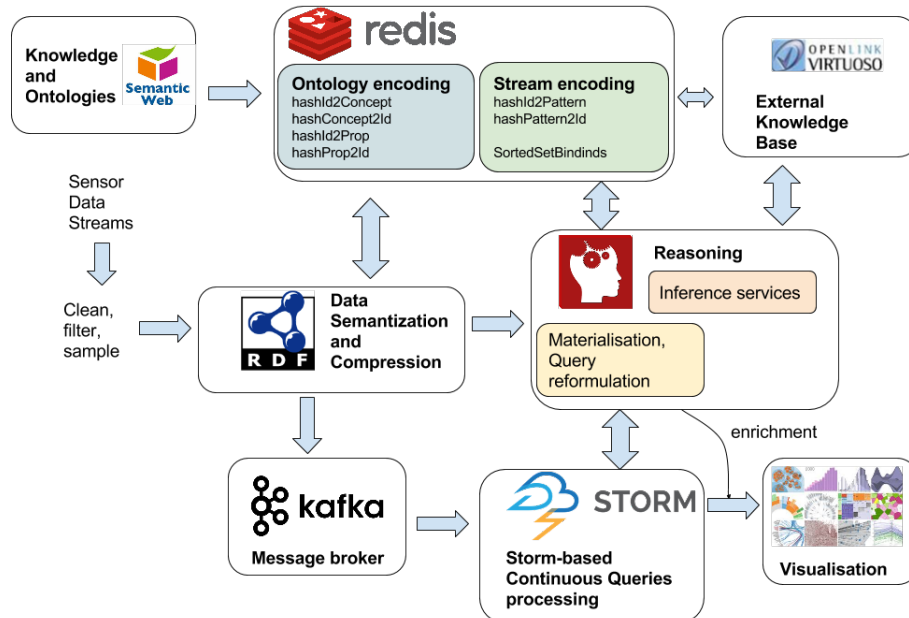 redis
Knowledge
and
Ontologies
Semantic
Web
Ontology encoding
hashId2Concept
hashConcept2Id
hashId2Prop
hashProp2Id
Stream encoding
hashId2Pattern
hashPattern2Id
SortedSetBindinds
OPENLINK
VIRTUOSO
External
Knowledge
Base
Sensor
Data
Streams
Clean,
filter,
sample
RDF
Data
Semantization
and
Compression
Reasoning
Inference services
Materialisation,
Query
reformulation
enrichment
kafka
Message broker
STORM
Storm-based
Continuous Queries
processing
Visualisation